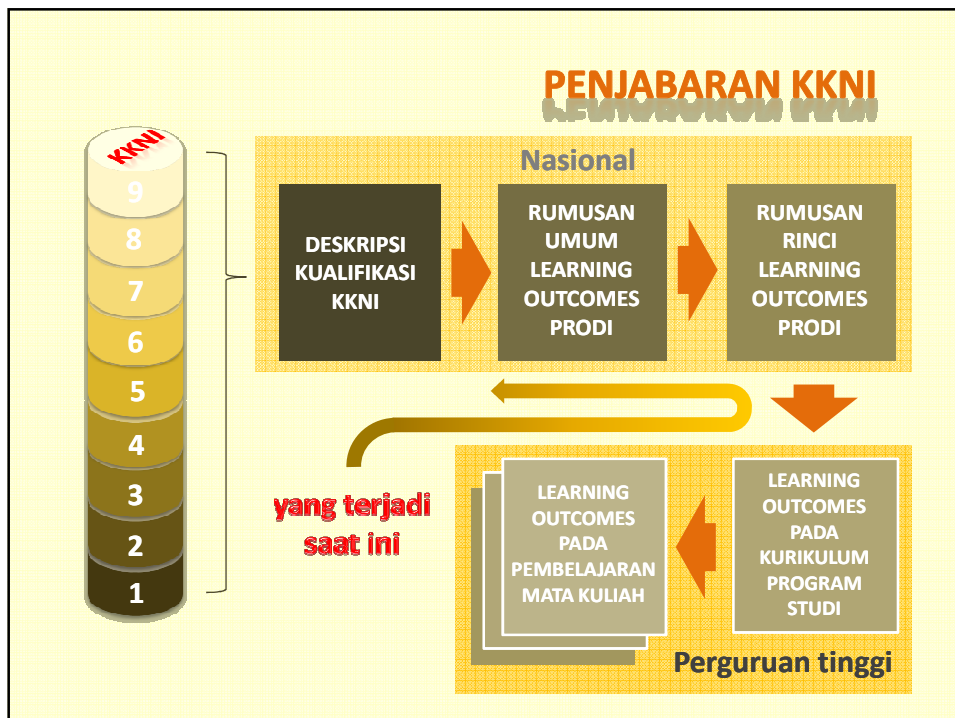 PENJABARAN KKNI
KKNI
9
8
7
6
5
4
3
2
1
Nasional
DESKRIPSI
KUALIFIKASI
KKNI
RUMUSAN
UMUM
LEARNING
OUTCOMES
PRODI
RUMUSAN
RINCI
LEARNING
OUTCOMES
PRODI
yang terjadi
saat ini
LEARNING
OUTCOMES
PADA
PEMBELAJARAN
MATA KULIAH
LEARNING
OUTCOMES
PADA
KURIKULUM
PROGRAM
STUDI
Perguruan tinggi